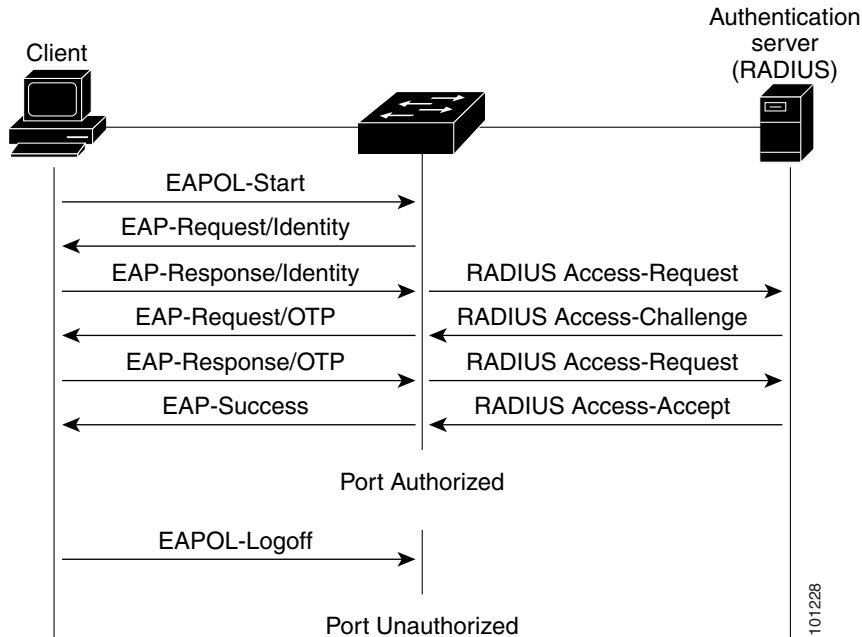 Authentication
server
(RADIUS)
Client
EAPOL-Start
EAP-Request/Identity
EAP-Response/Identity
RADIUS Access-Request
EAP-Request/OTP
RADIUS Access-Challenge
EAP-Response/OTP
RADIUS Access-Request
EAP-Success
RADIUS Access-Accept
Port Authorized
EAPOL-Logoff
Port Unauthorized
101228